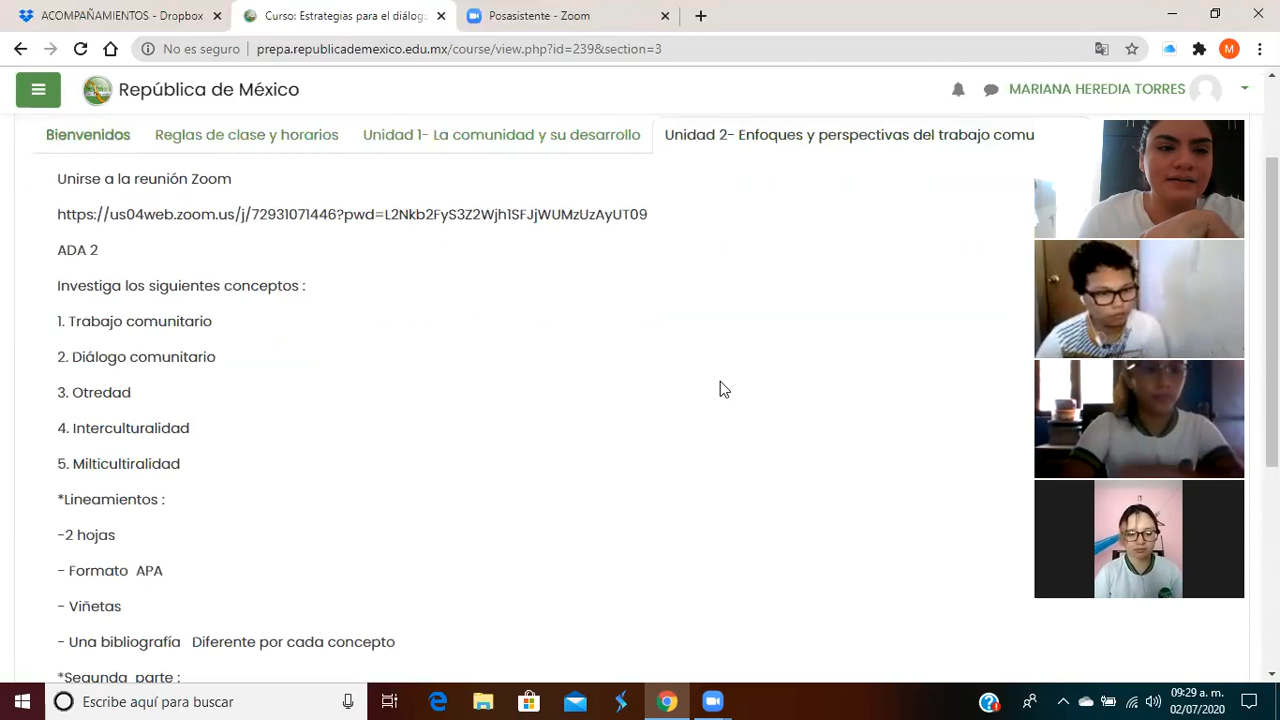 ACOMPAÑAMIENTOS - Dropbox
Curso: Estrategias para el diálogo
Posasistente - Zoom
No es seguro
prepa.republicademexico.edu.mx/course/view.php?id=239&section=3
M
República de México
MARIANA HEREDIA TORRES
Bienvenidos
Reglas de clase y horarios
Unidad 1- La comunidad y su desarrollo
Unidad 2- Enfoques y perspectivas del trabajo comu
Unirse a la reunión Zoom
https://us04web.zoom.us/j/72931071446?pwd=L2Nkb2FyS3Z2Wjh1SFJjWUMzUzAyUT09
ADA 2
Investiga los siguientes conceptos :
1. Trabajo comunitario
2. Diálogo comunitario
3. Otredad
4. Interculturalidad
5. Milticultiralidad
*Lineamientos :
-2 hojas
- Formato APA
- Viñetas
- Una bibliografía Diferente por cada concepto
*Segunda parte :
Escribe aquí para buscar
09:29 a. m.
02/07/2020